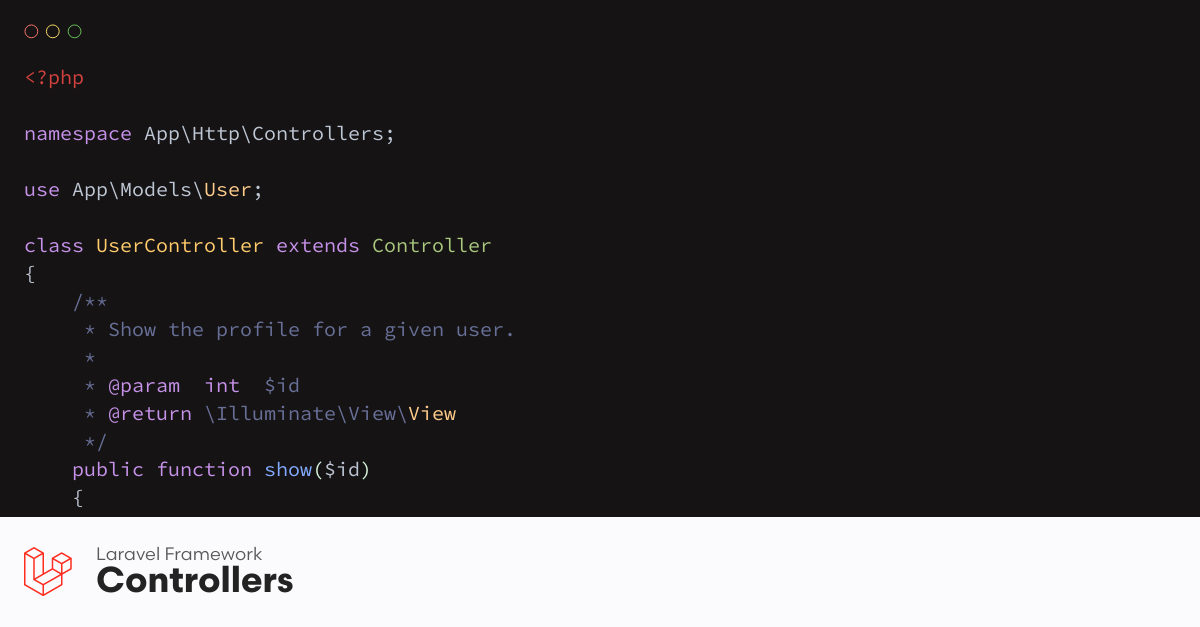 <?php

namespace App\Http\Controllers;

use App\Models\User;

class UserController extends Controller
{
    /**
     * Show the profile for a given user.
     *
     * @param  int  $id
     * @return \Illuminate\View\View
     */
    public function show($id)
    {
Laravel Framework
Controllers